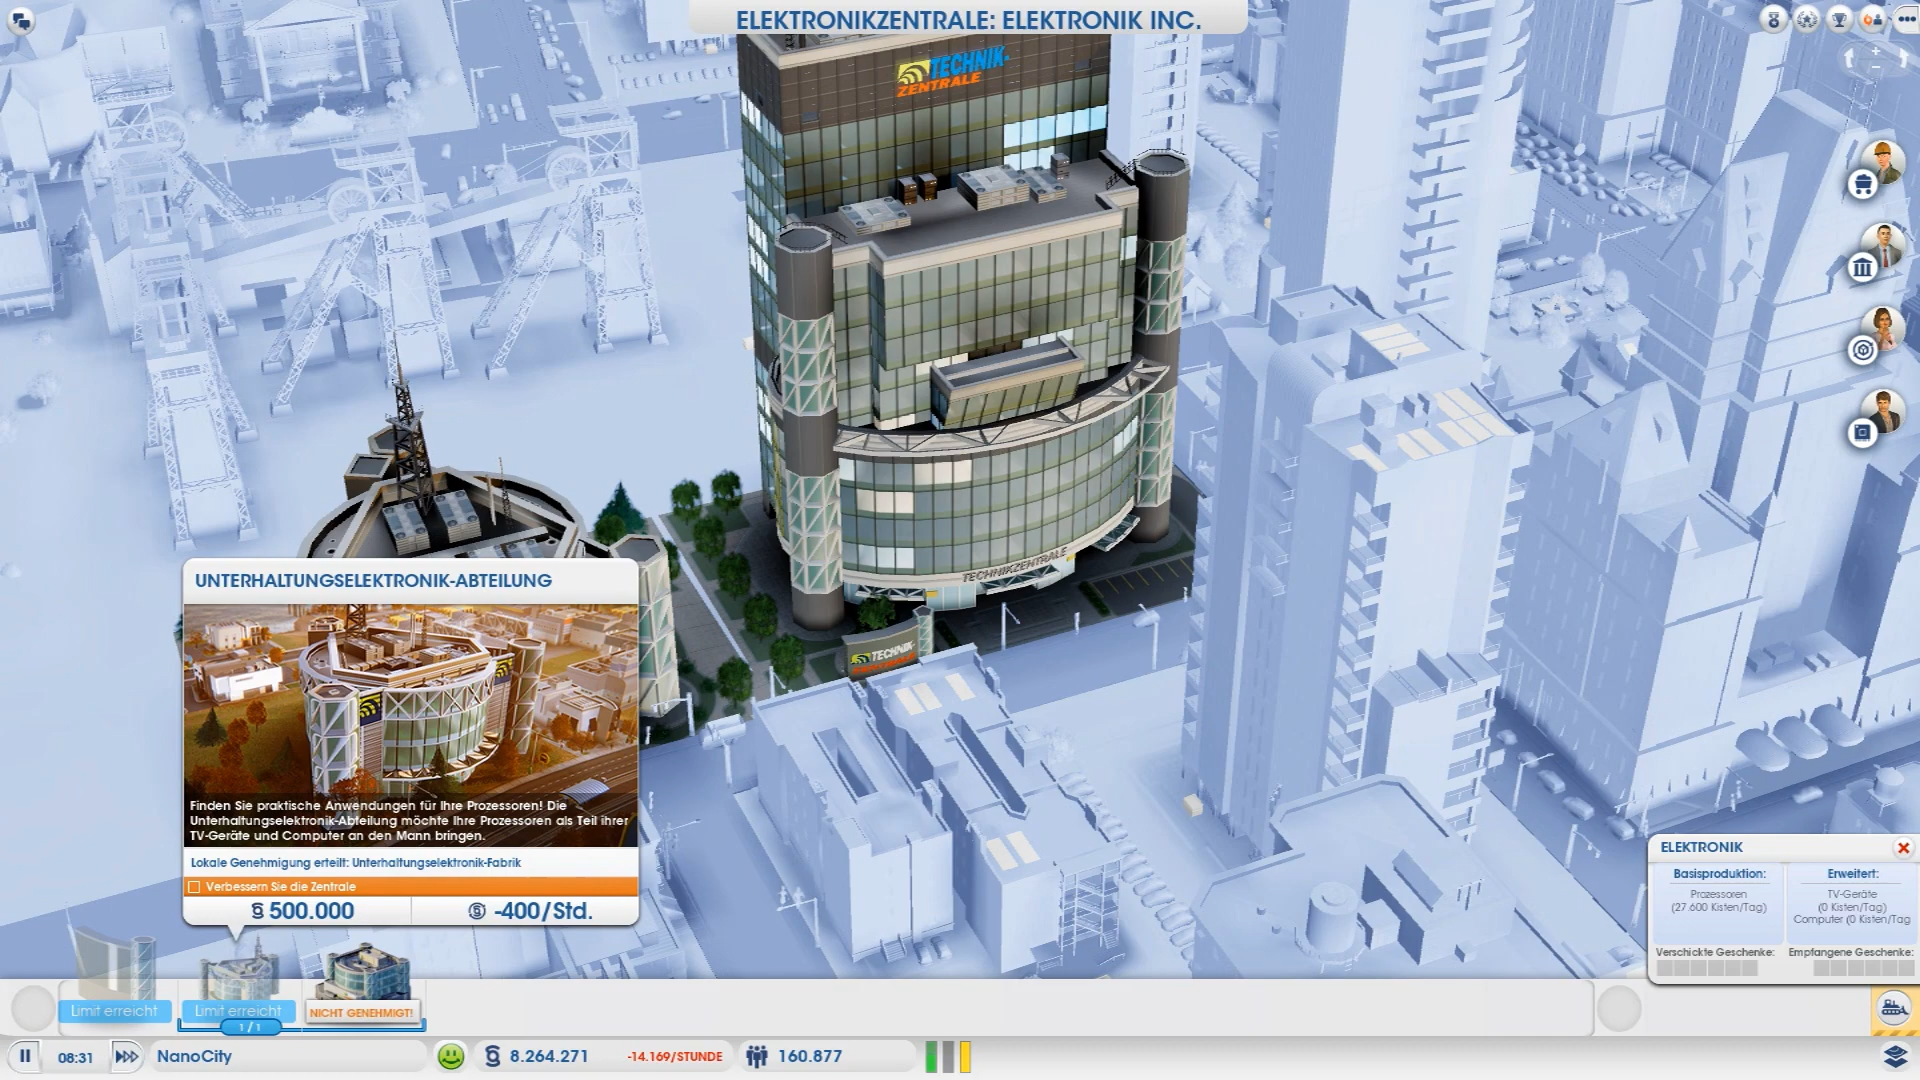 ELEKTRONIKZENTRALE: ELEKTRONIK INC.
TECHNIK-
ZENTRALE
TECHNIKZENTRALE
TECHNIK-
ZENTRALE
UNTERHALTUNGSELEKTRONIK-ABTEILUNG
Finden Sie praktische Anwendungen für Ihre Prozessoren! Die
Unterhaltungselektronik-Abteilung möchte Ihre Prozessoren als Teil ihrer
TV-Geräte und Computer an den Mann bringen.
Lokale Genehmigung erteilt: Unterhaltungselektronik-Fabrik
Verbessern Sie die Zentrale
500.000
-400/Std.
ELEKTRONIK
Basisproduktion:
Prozessoren
(27.600 Kisten/Tag)
Erweitert:
TV-Geräte
(0 Kisten/Tag)
Computer (0 Kisten/Tag
Verschickte Geschenke:
Empfangene Geschenke:
Limit erreicht
Limit erreicht
1/1
NICHT GENEHMIGT!
08:31
NanoCity
8.264.271
-14.169/STUNDE
160.877